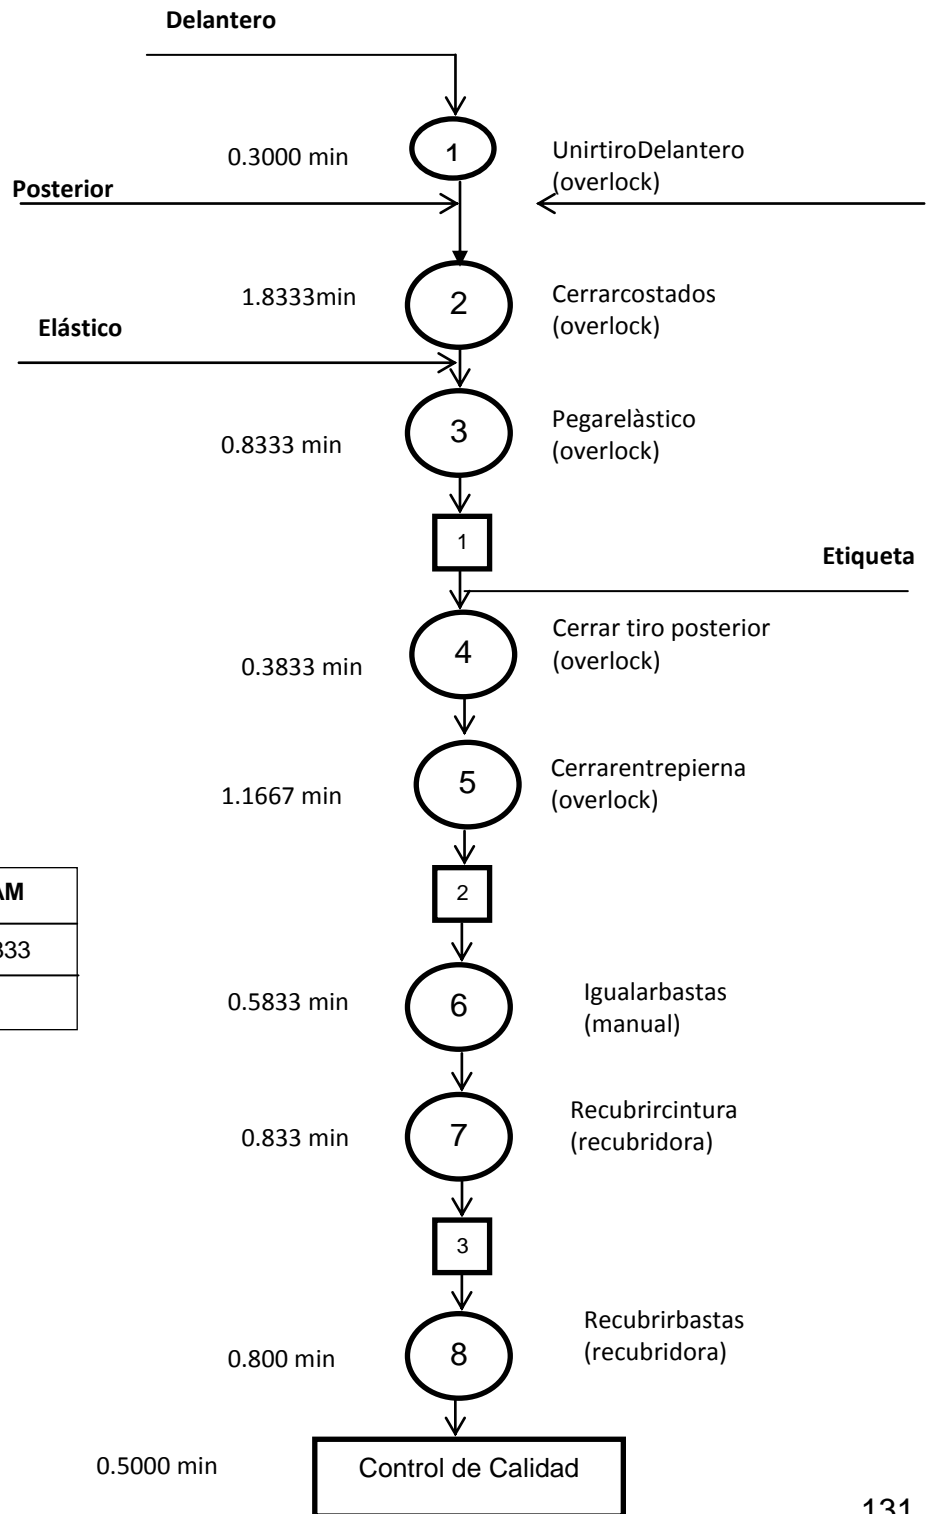 Delantero
0.3000 min
1
UnirtiroDelantero
(overlock)
Posterior
1.8333min
2
Cerrarcostados
(overlock)
Elástico
0.8333 min
3
Pegarelàstico
(overlock)
1
Etiqueta
0.3833 min
4
Cerrar tiro posterior
(overlock)
1.1667 min
5
Cerrarentrepierna
(overlock)
2
0.5833 min
6
Igualarbastas
(manual)
0.833 min
7
Recubrircintura
(recubridora)
3
0.800 min
8
Recubrirbastas
(recubridora)
0.5000 min
Control de Calidad
131